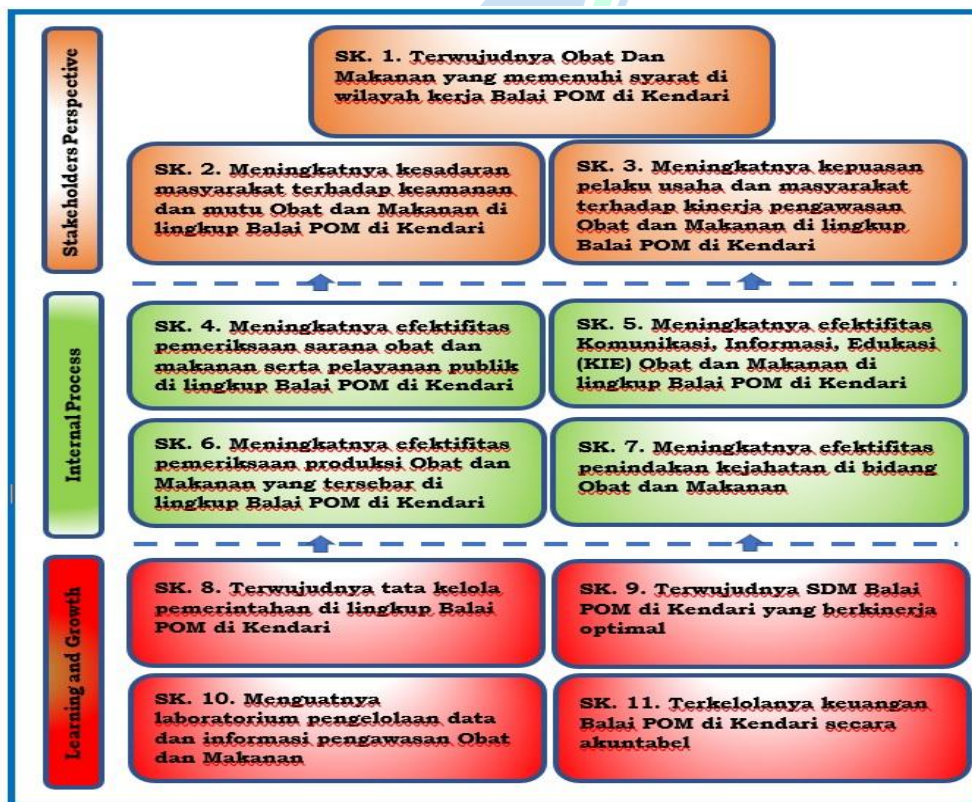 Stakeholders Perspective
SK. 1. Terwujudnya Obat Dan
Makanan yang memenuhi syarat di
wilayah kerja Balai POM di Kendari
SK. 2. Meningkatnya kesadaran
masyarakat terhadap keamanan
dan mutu Obat dan Makanan di
lingkup Balai POM di Kendari
SK. 3. Meningkatnya kepuasan
pelaku usaha dan masyarakat
terhadap kinerja pengawasan
Obat dan Makanan di lingkup
Balai POM di Kendari
Internal Process
SK. 4. Meningkatnya efektifitas
pemeriksaan sarana obat dan
makanan serta pelayanan publik
di lingkup Balai POM di Kendari
SK. 5. Meningkatnya efektifitas
Komunikasi, Informasi, Edukasi
(KIE) Obat dan Makanan di
lingkup Balai POM di Kendari
SK. 6. Meningkatnya efektifitas
pemeriksaan produksi Obat dan
Makanan yang tersebar di
lingkup Balai POM di Kendari
SK. 7. Meningkatnya efektifitas
penindakan kejahatan di bidang
Obat dan Makanan
Learning and Growth
SK. 8. Terwujudnya tata kelola
pemerintahan di lingkup Balai
POM di Kendari
SK. 9. Terwujudnya SDM Balai
POM di Kendari yang berkinerja
optimal
SK. 10. Menguatnya
laboratorium pengelolaan data
dan informasi pengawasan Obat
dan Makanan
SK. 11. Terkelolanya keuangan
Balai POM di Kendari secara
akuntabel